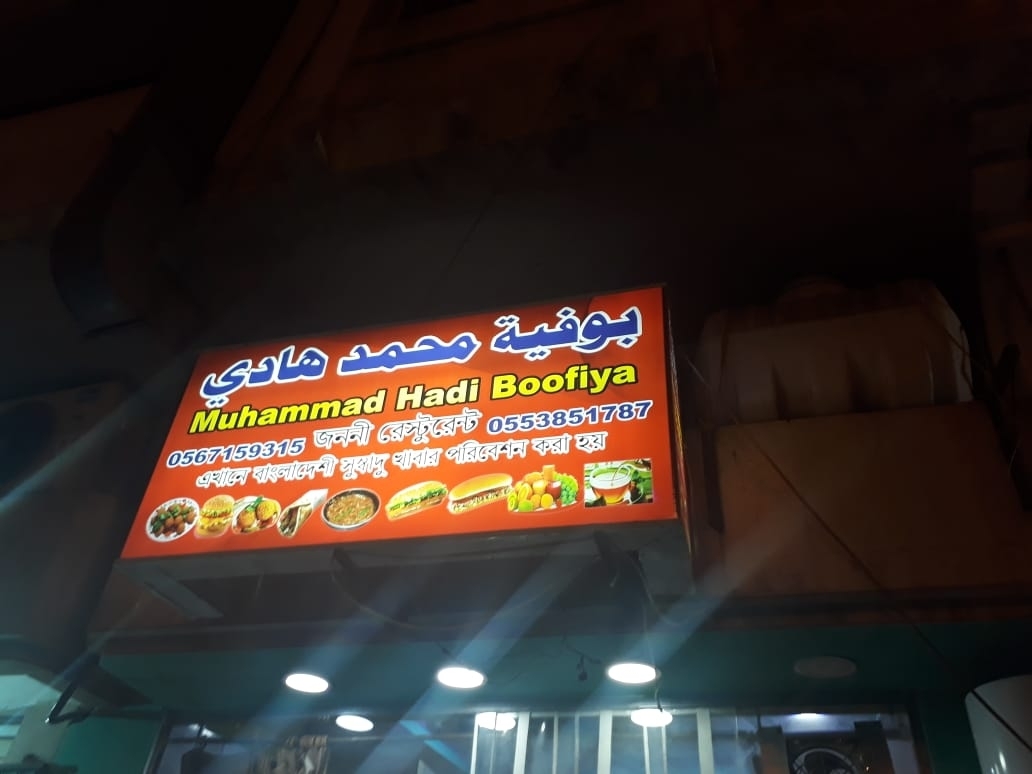 بوفية محمد هادي
Muhammad Hadi Boofiya
0567159315 জননী রেস্টুরেন্ট 0553851787
এখানে বাংলাদেশী সুস্বাদু খাবার পরিবেশন করা হয়